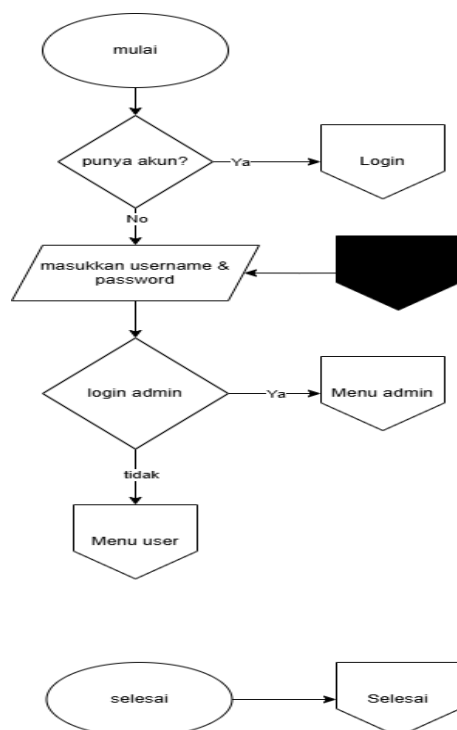 mulai
punya akun?
Ya
Login
No
masukkan username &
password
login admin
Ya
Menu admin
tidak
Menu user
selesai
Selesai